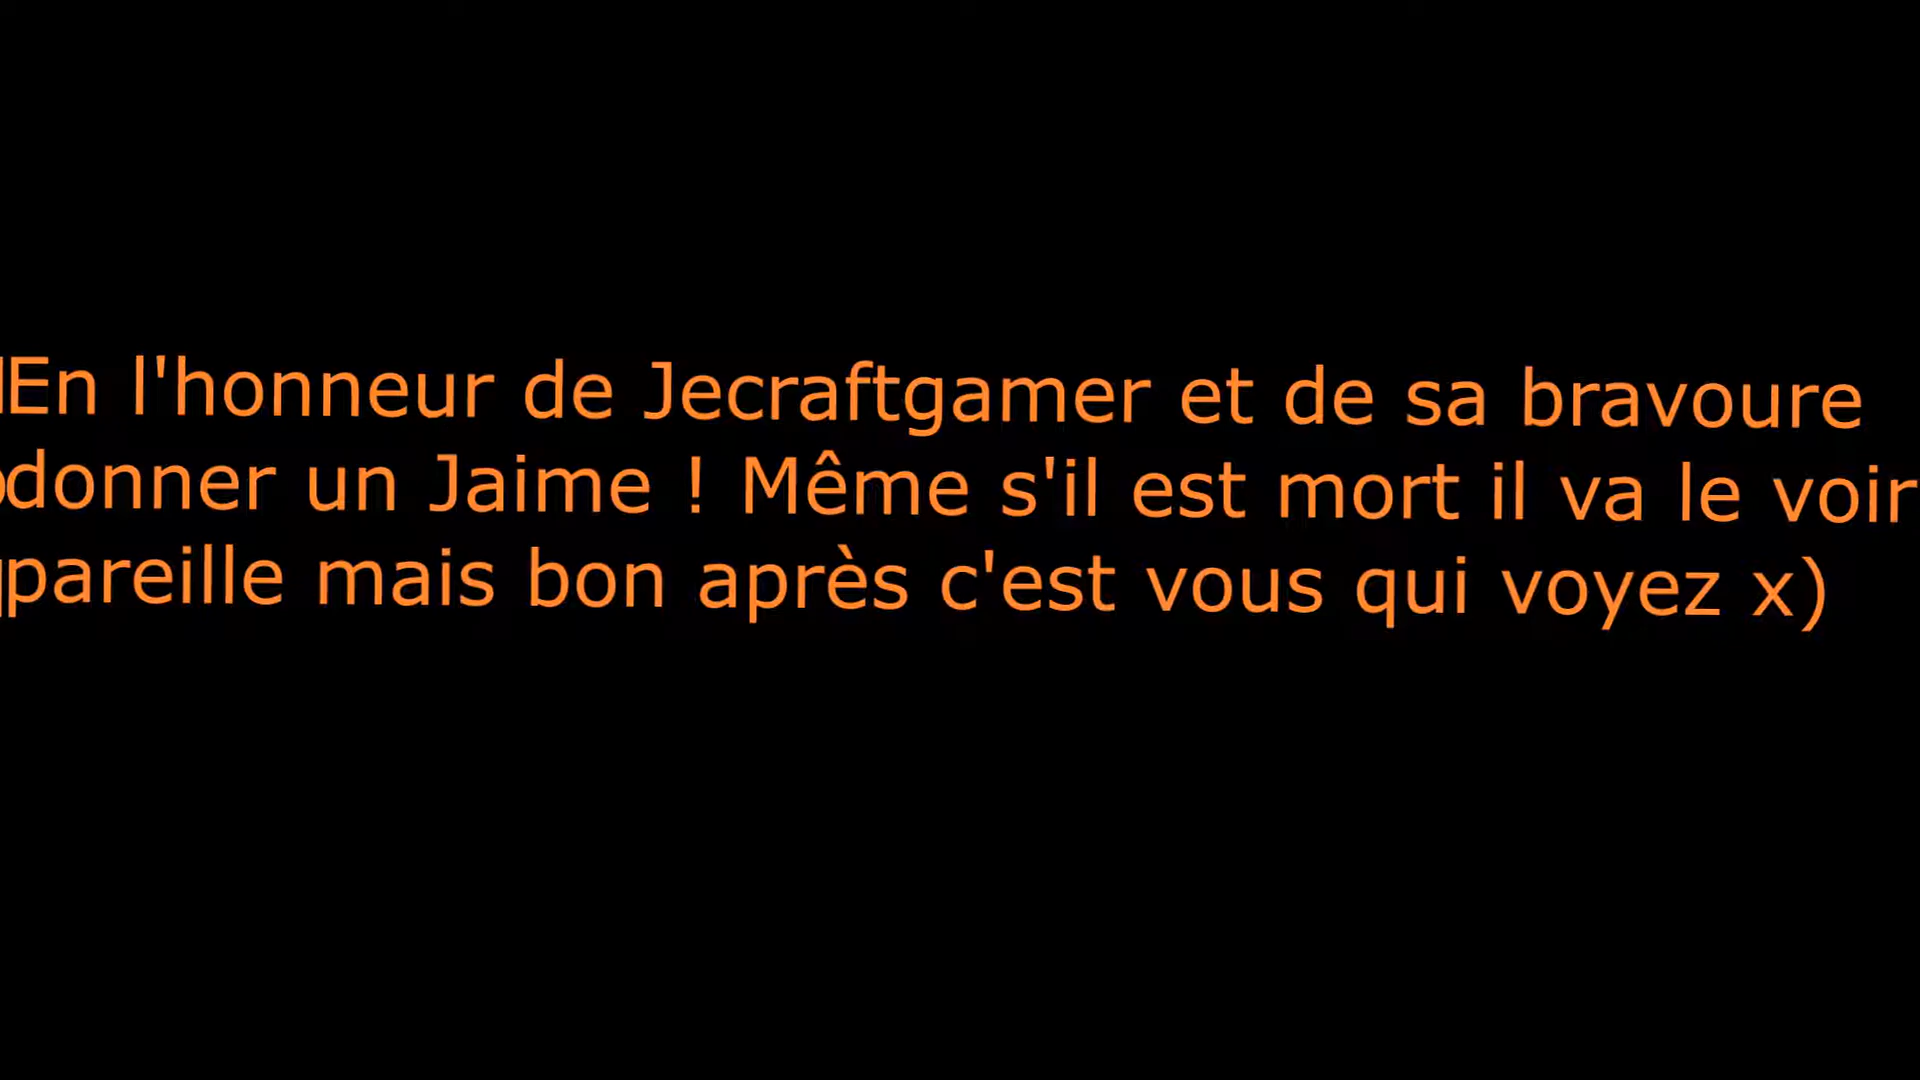 En l'honneur de Jecraftgamer et de sa bravoure
donner un Jaime ! Même s'il est mort il va le voir
pareille mais bon après c'est vous qui voyez x)